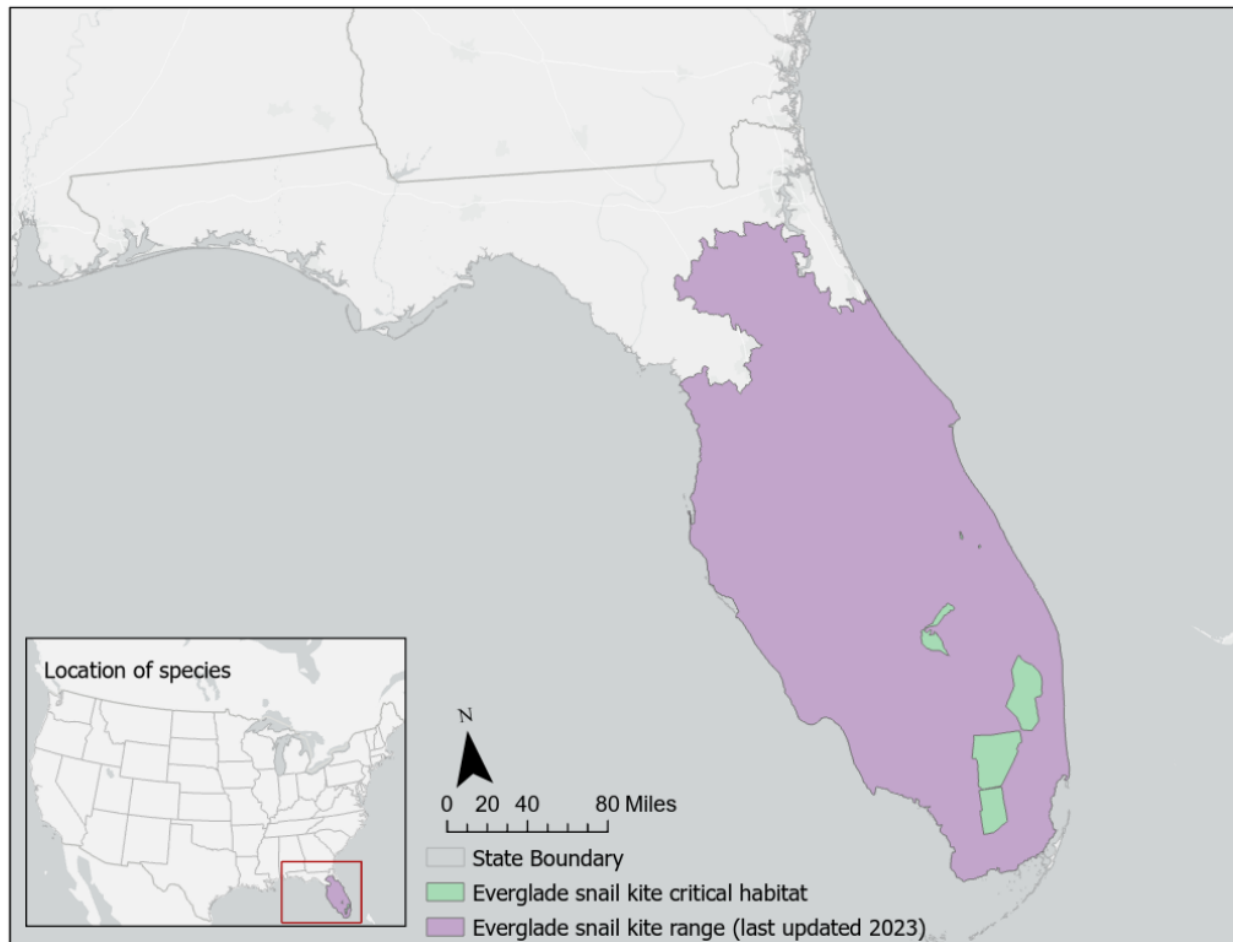 Location of species
N
0 20 40 80 Miles
State Boundary
Everglade snail kite critical habitat
Everglade snail kite range (last updated 2023)